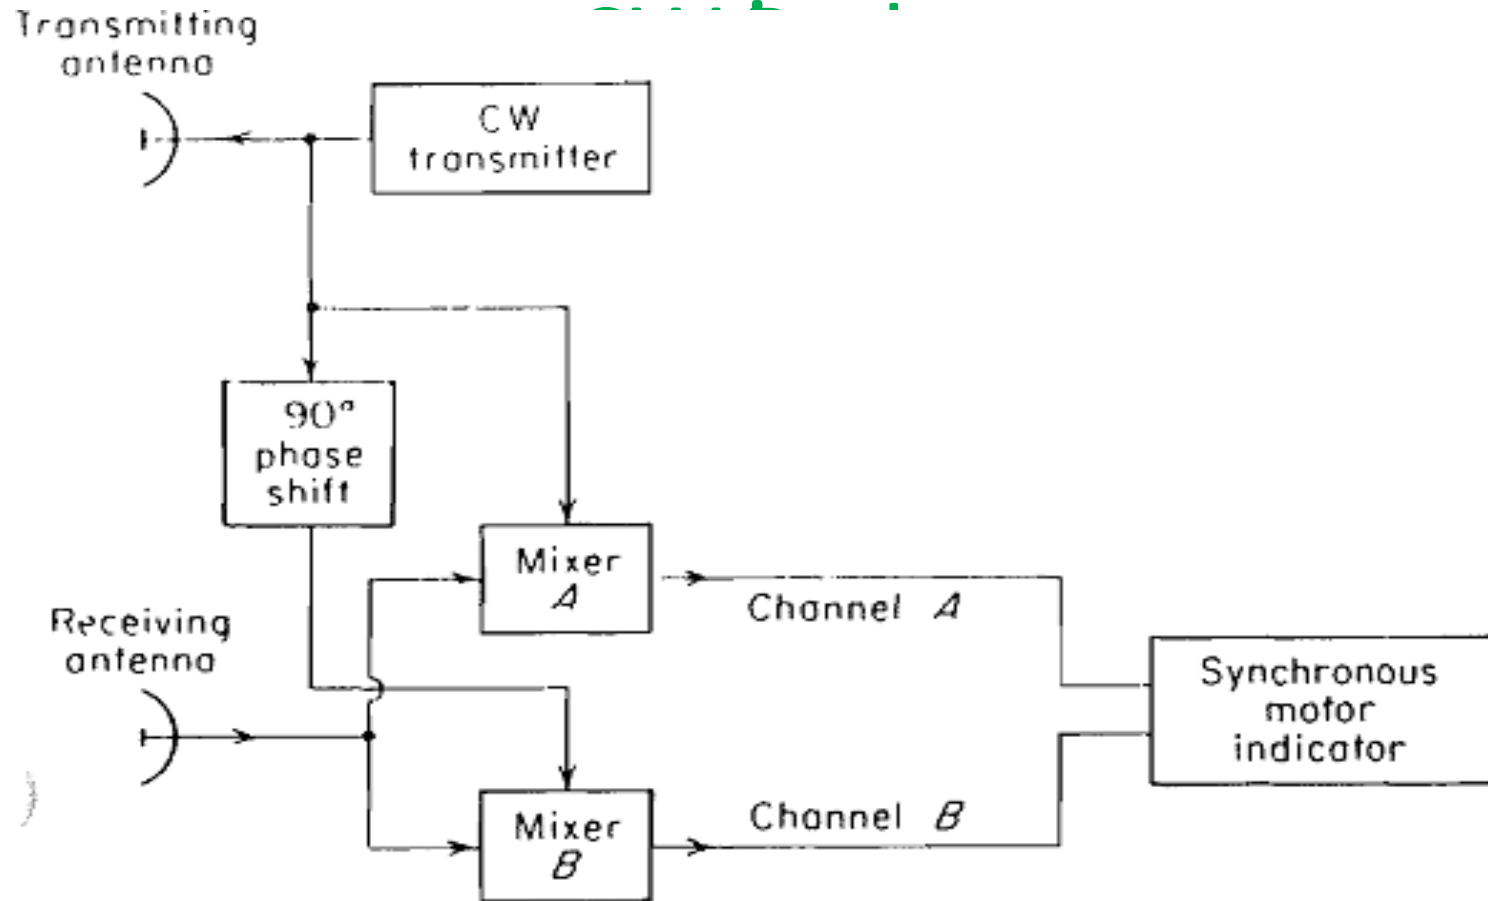 Transmitting
antenna
CW
transmitter
90°
phase
shift
Mixer
A
Channel A
Receiving
antenna
Synchronous
motor
indicator
Mixer
B
Channel B